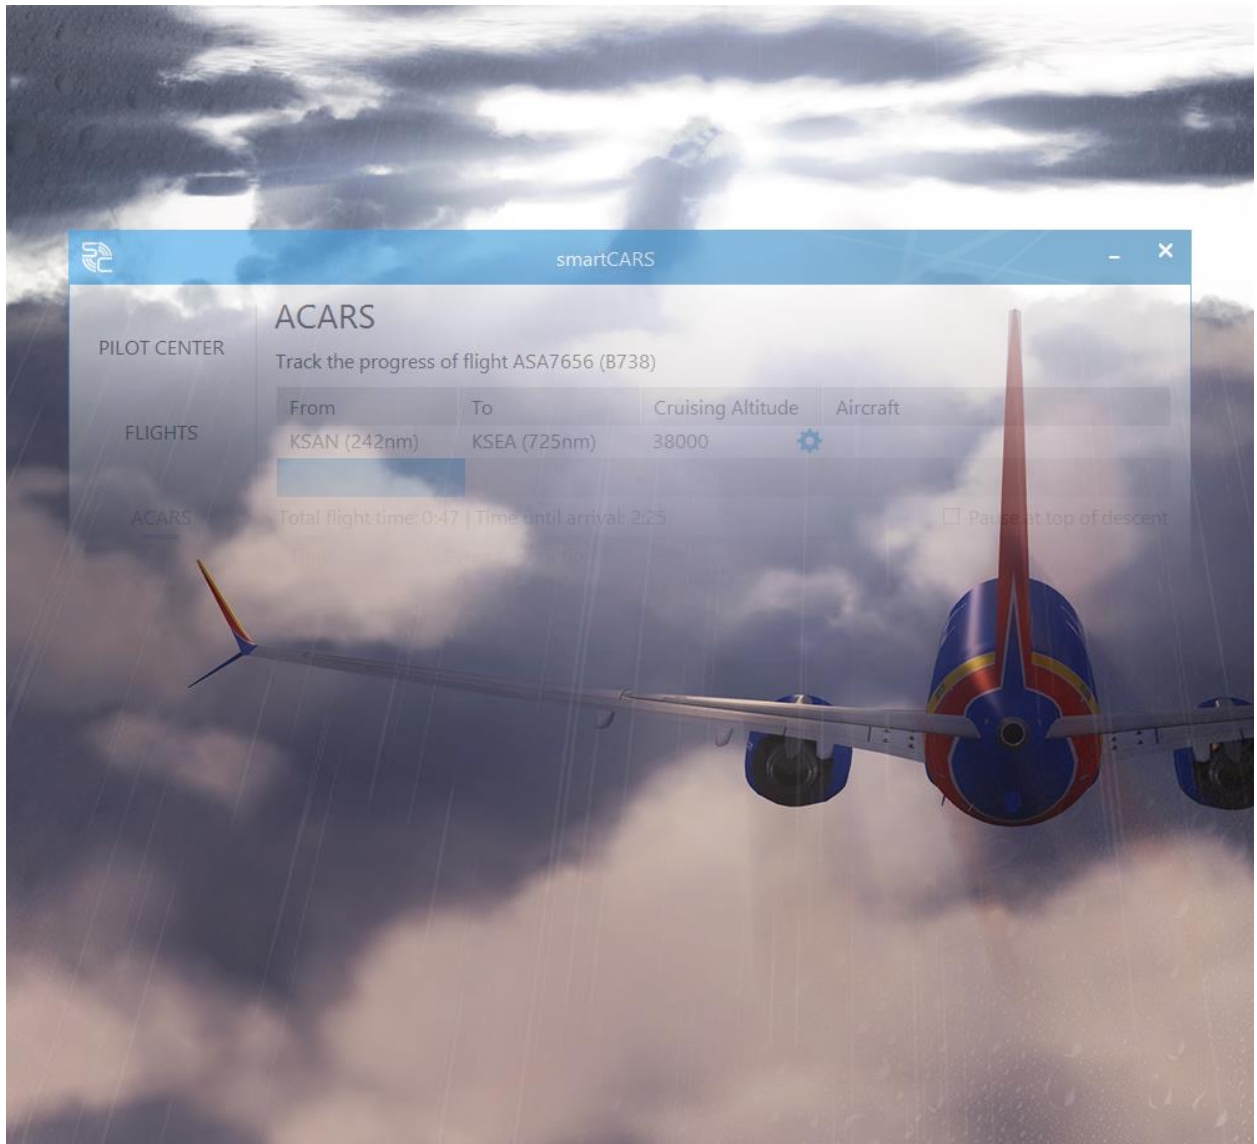 smartCARS
ACARS
PILOT CENTER
Track the progress of flight ASA7656 (B738)
From To Cruising Altitude Aircraft
FLIGHTS
KSAN (242nm) KSEA (725nm) 38000
ACARS
Total flight time: 0:47 | Time until arrival: 2:25
Pause at top of descent